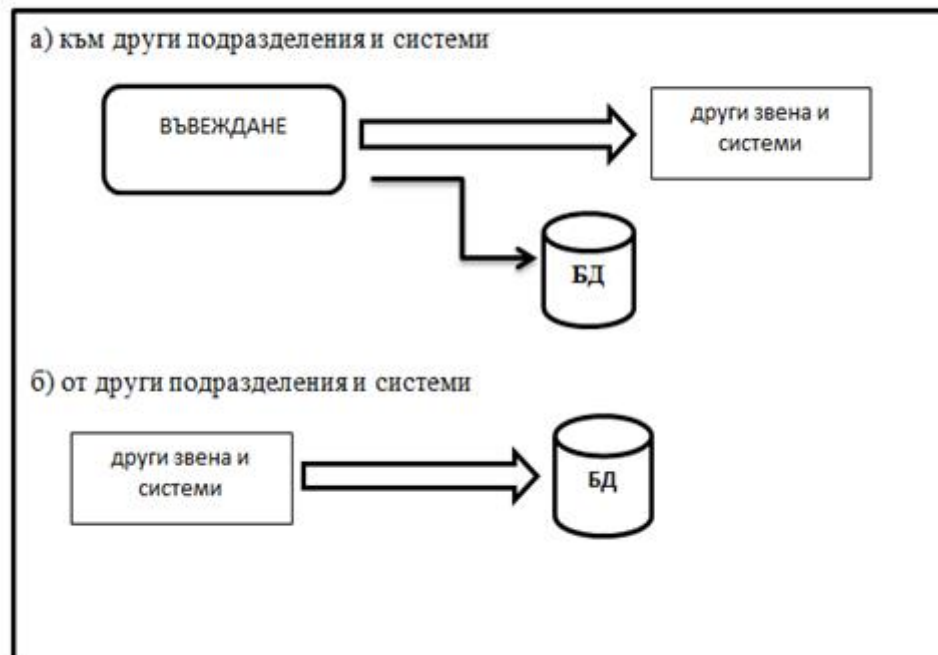 а) към други подразделения и системи
ВЪВЕЖДАНЕ
други звена и
системи
БД
б) от други подразделения и системи
други звена и
системи
БД